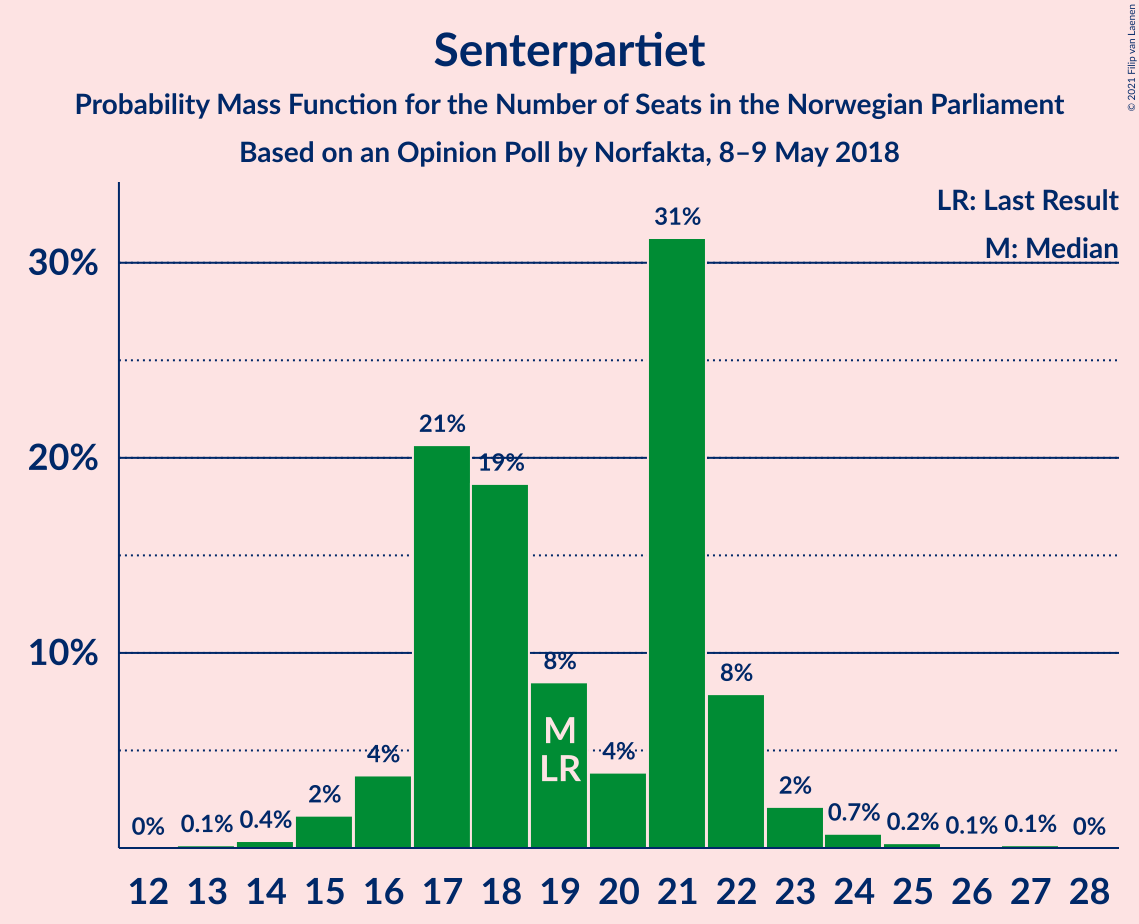 © 2021 Filip van Laenen
Senterpartiet
Probability Mass Function for the Number of Seats in the Norwegian Parliament
Based on an Opinion Poll by Norfakta, 8–9 May 2018
LR: Last Result
M: Median
30%
20%
10%
0%
0.1%
0.4%
2%
4%
21%
19%
8%
M
LR
4%
31%
8%
2%
0.7%
0.2%
0.1%
0.1%
0%
12 13 14 15 16 17 18 19 20 21 22 23 24 25 26 27 28